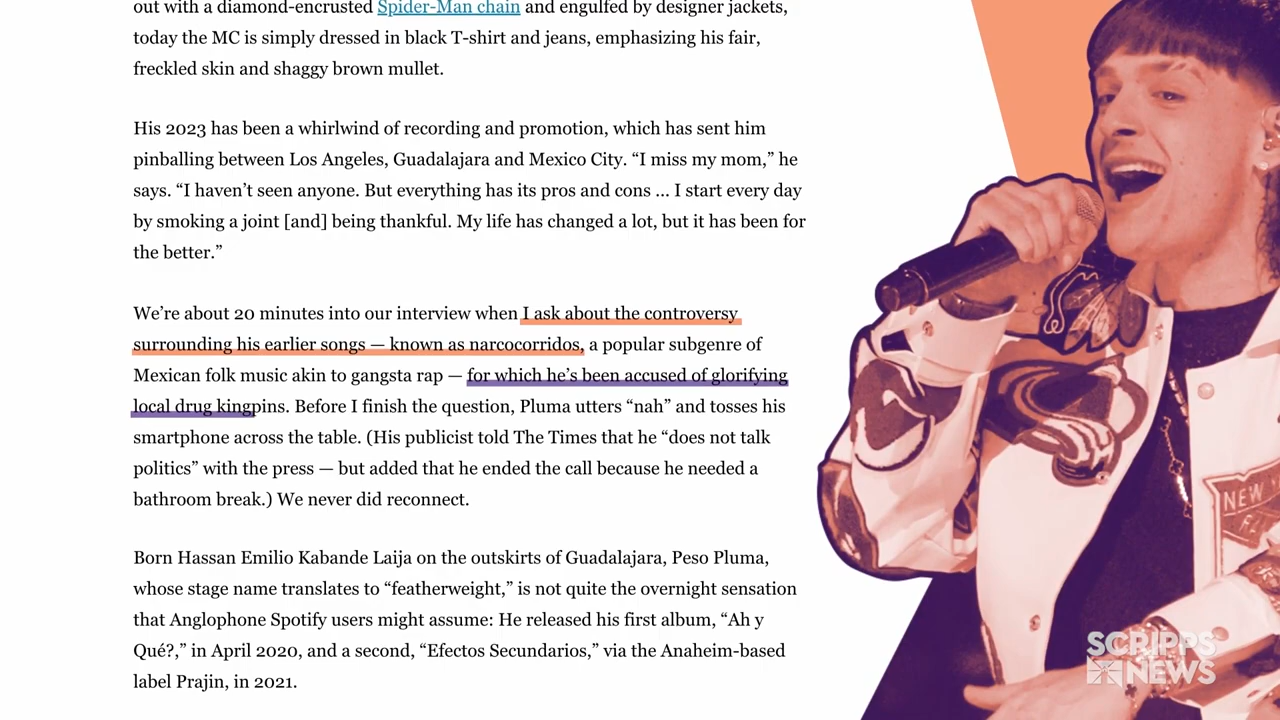 out with a diamond-encrusted Spider-Man chain and engulfed by designer jackets,
today the MC is simply dressed in black T-shirt and jeans, emphasizing his fair,
freckled skin and shaggy brown mullet.
His 2023 has been a whirlwind of recording and promotion, which has sent him
pinballing between Los Angeles, Guadalajara and Mexico City. “I miss my mom,” he
says. “I haven’t seen anyone. But everything has its pros and cons ... I start every day
by smoking a joint [and] being thankful. My life has changed a lot, but it has been for
the better.”
We’re about 20 minutes into our interview when I ask about the controversy
surrounding his earlier songs — known as narcocorridos, a popular subgenre of
Mexican folk music akin to gangsta rap — for which he’s been accused of glorifying
local drug kingpins. Before I finish the question, Pluma utters “nah” and tosses his
smartphone across the table. (His publicist told The Times that he “does not talk
politics” with the press — but added that he ended the call because he needed a
bathroom break.) We never did reconnect.
Born Hassan Emilio Kabande Laija on the outskirts of Guadalajara, Peso Pluma,
whose stage name translates to “featherweight,” is not quite the overnight sensation
that Anglophone Spotify users might assume: He released his first album, “Ah y
Qué?,” in April 2020, and a second, “Efectos Secundarios,” via the Anaheim-based
label Prajin, in 2021.
NEW
SCRIPPS
NEWS